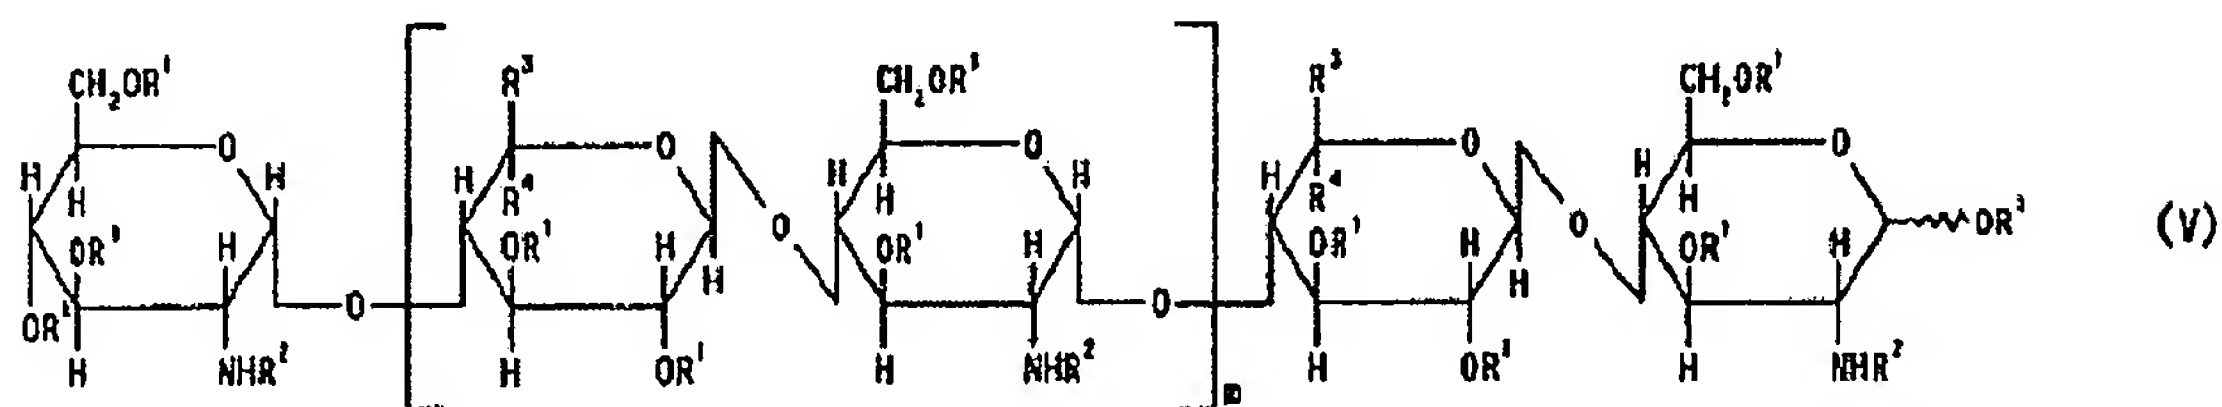 CH₂OR¹ R³ CH₂OR¹ R³ CH₂OR¹
O O O O O
H H H H H H H
H R⁴ H R⁴ H
O O OR¹ (V)
OR¹ H OR¹ H OR¹ H OR¹ H OR¹ H
H H
O O
OR¹
H NHR² H OR¹ H NHR² H OR¹ H NHR²